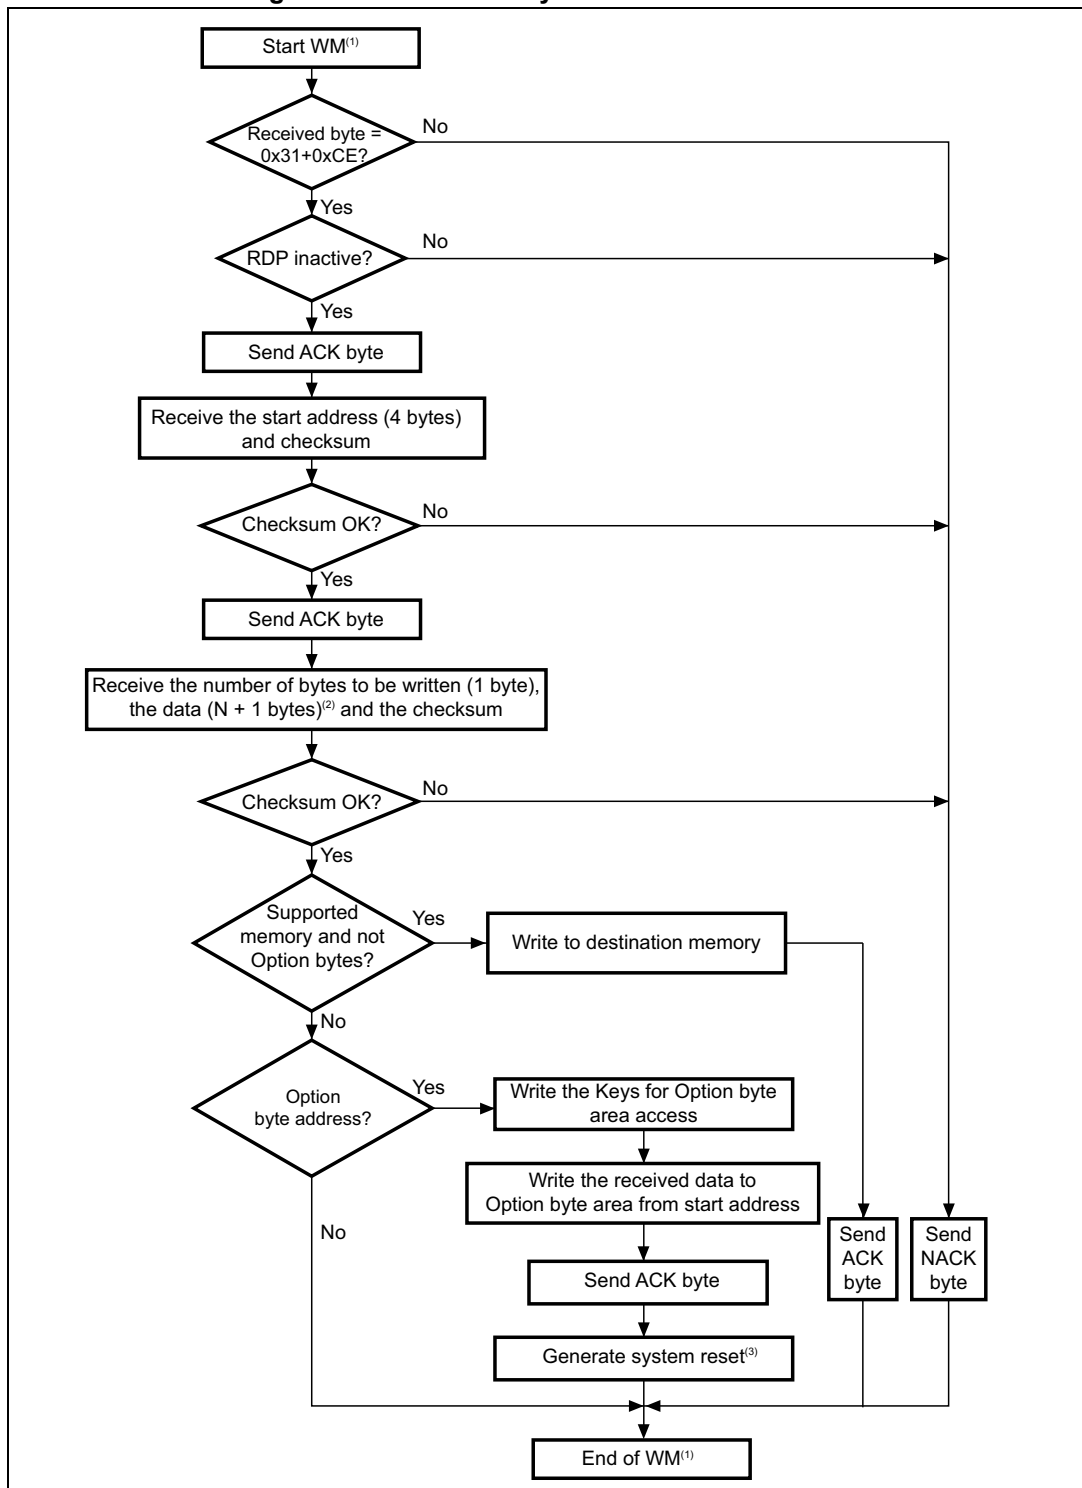 Start WM(1)
Received byte =
0x31+0xCE?
No
Yes
RDP inactive?
No
Yes
Send ACK byte
Receive the start address (4 bytes)
and checksum
Checksum OK?
No
Yes
Send ACK byte
Receive the number of bytes to be written (1 byte),
the data (N + 1 bytes)(2) and the checksum
Checksum OK?
No
Yes
Supported
memory and not
Option bytes?
Yes
Write to destination memory
No
Option
byte address?
Yes
Write the Keys for Option byte
area access
Write the received data to
Option byte area from start address
No
Send
ACK
byte
Send
NACK
byte
Send ACK byte
Generate system reset(3)
End of WM(1)